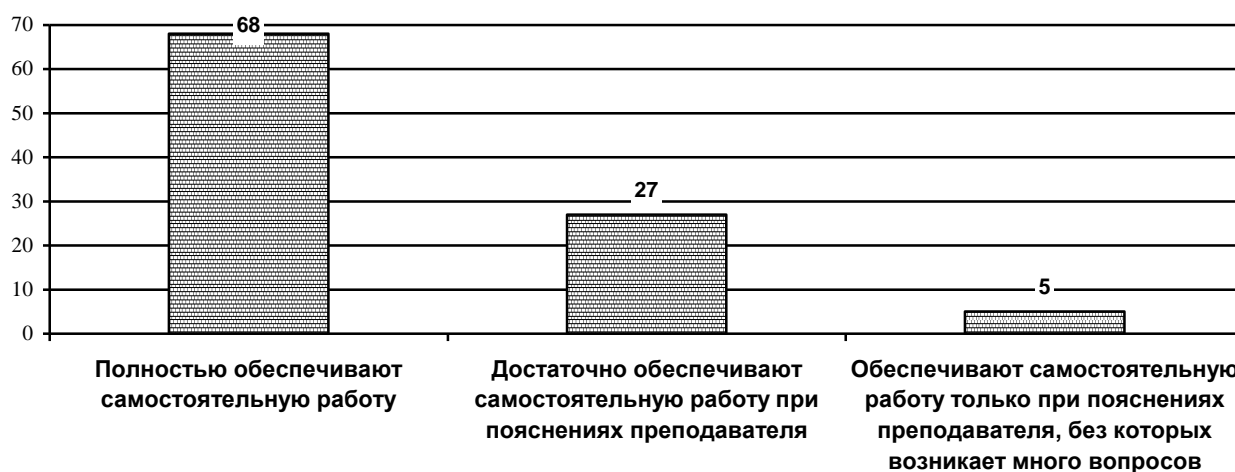 70
68
60
50
40
30
27
20
10
5
0
Полностью обеспечивают
самостоятельную работу
Достаточно обеспечивают
самостоятельную работу при
пояснениях преподавателя
Обеспечивают самостоятельную
работу только при пояснениях
преподавателя, без которых
возникает много вопросов